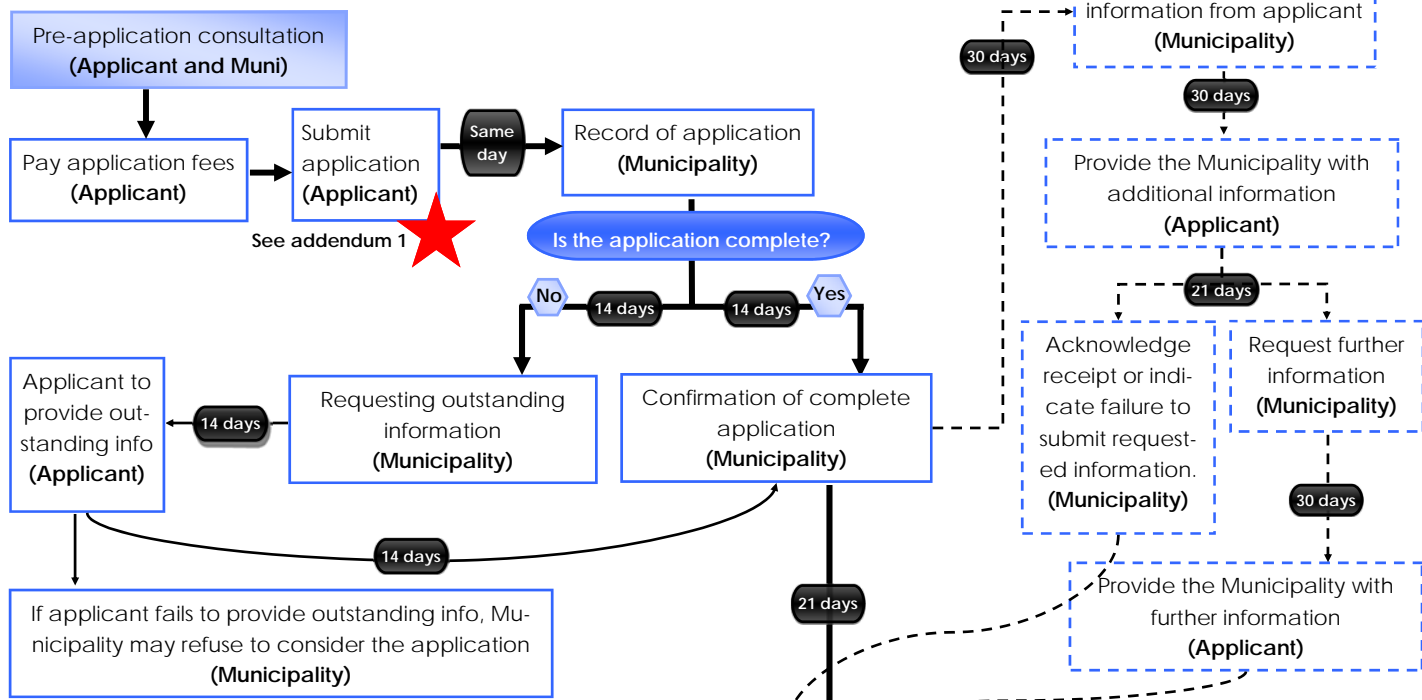 Pre-application consultation
(Applicant and Muni)
Pay application fees
(Applicant)
Submit
application
(Applicant)
See addendum 1
Same
day
Record of application
(Municipality)
Is the application complete?
No
14 days
14 days
Yes
Applicant to
provide out-
standing info
(Applicant)
14 days
Requesting outstanding
information
(Municipality)
Confirmation of complete
application
(Municipality)
14 days
If applicant fails to provide outstanding info, Mu-
nicipality may refuse to consider the application
(Municipality)
21 days
30 days
information from applicant
(Municipality)
30 days
Provide the Municipality with
additional information
(Applicant)
21 days
Acknowledge
receipt or indi-
cate failure to
submit request-
ed information.
(Municipality)
Request further
information
(Municipality)
30 days
Provide the Municipality with
further information
(Applicant)